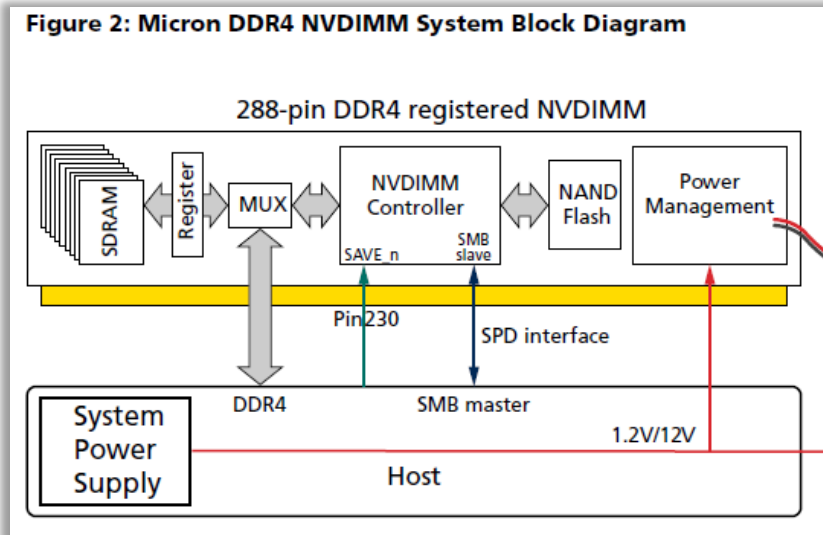 Figure 2: Micron DDR4 NVDIMM System Block Diagram
288-pin DDR4 registered NVDIMM
SDRAM
Register
MUX
NVDIMM
Controller
SAVE_n
SMB
slave
NAND
Flash
Power
Management
Pin230
SPD interface
DDR4
SMB master
System
Power
Supply
1.2V/12V
Host